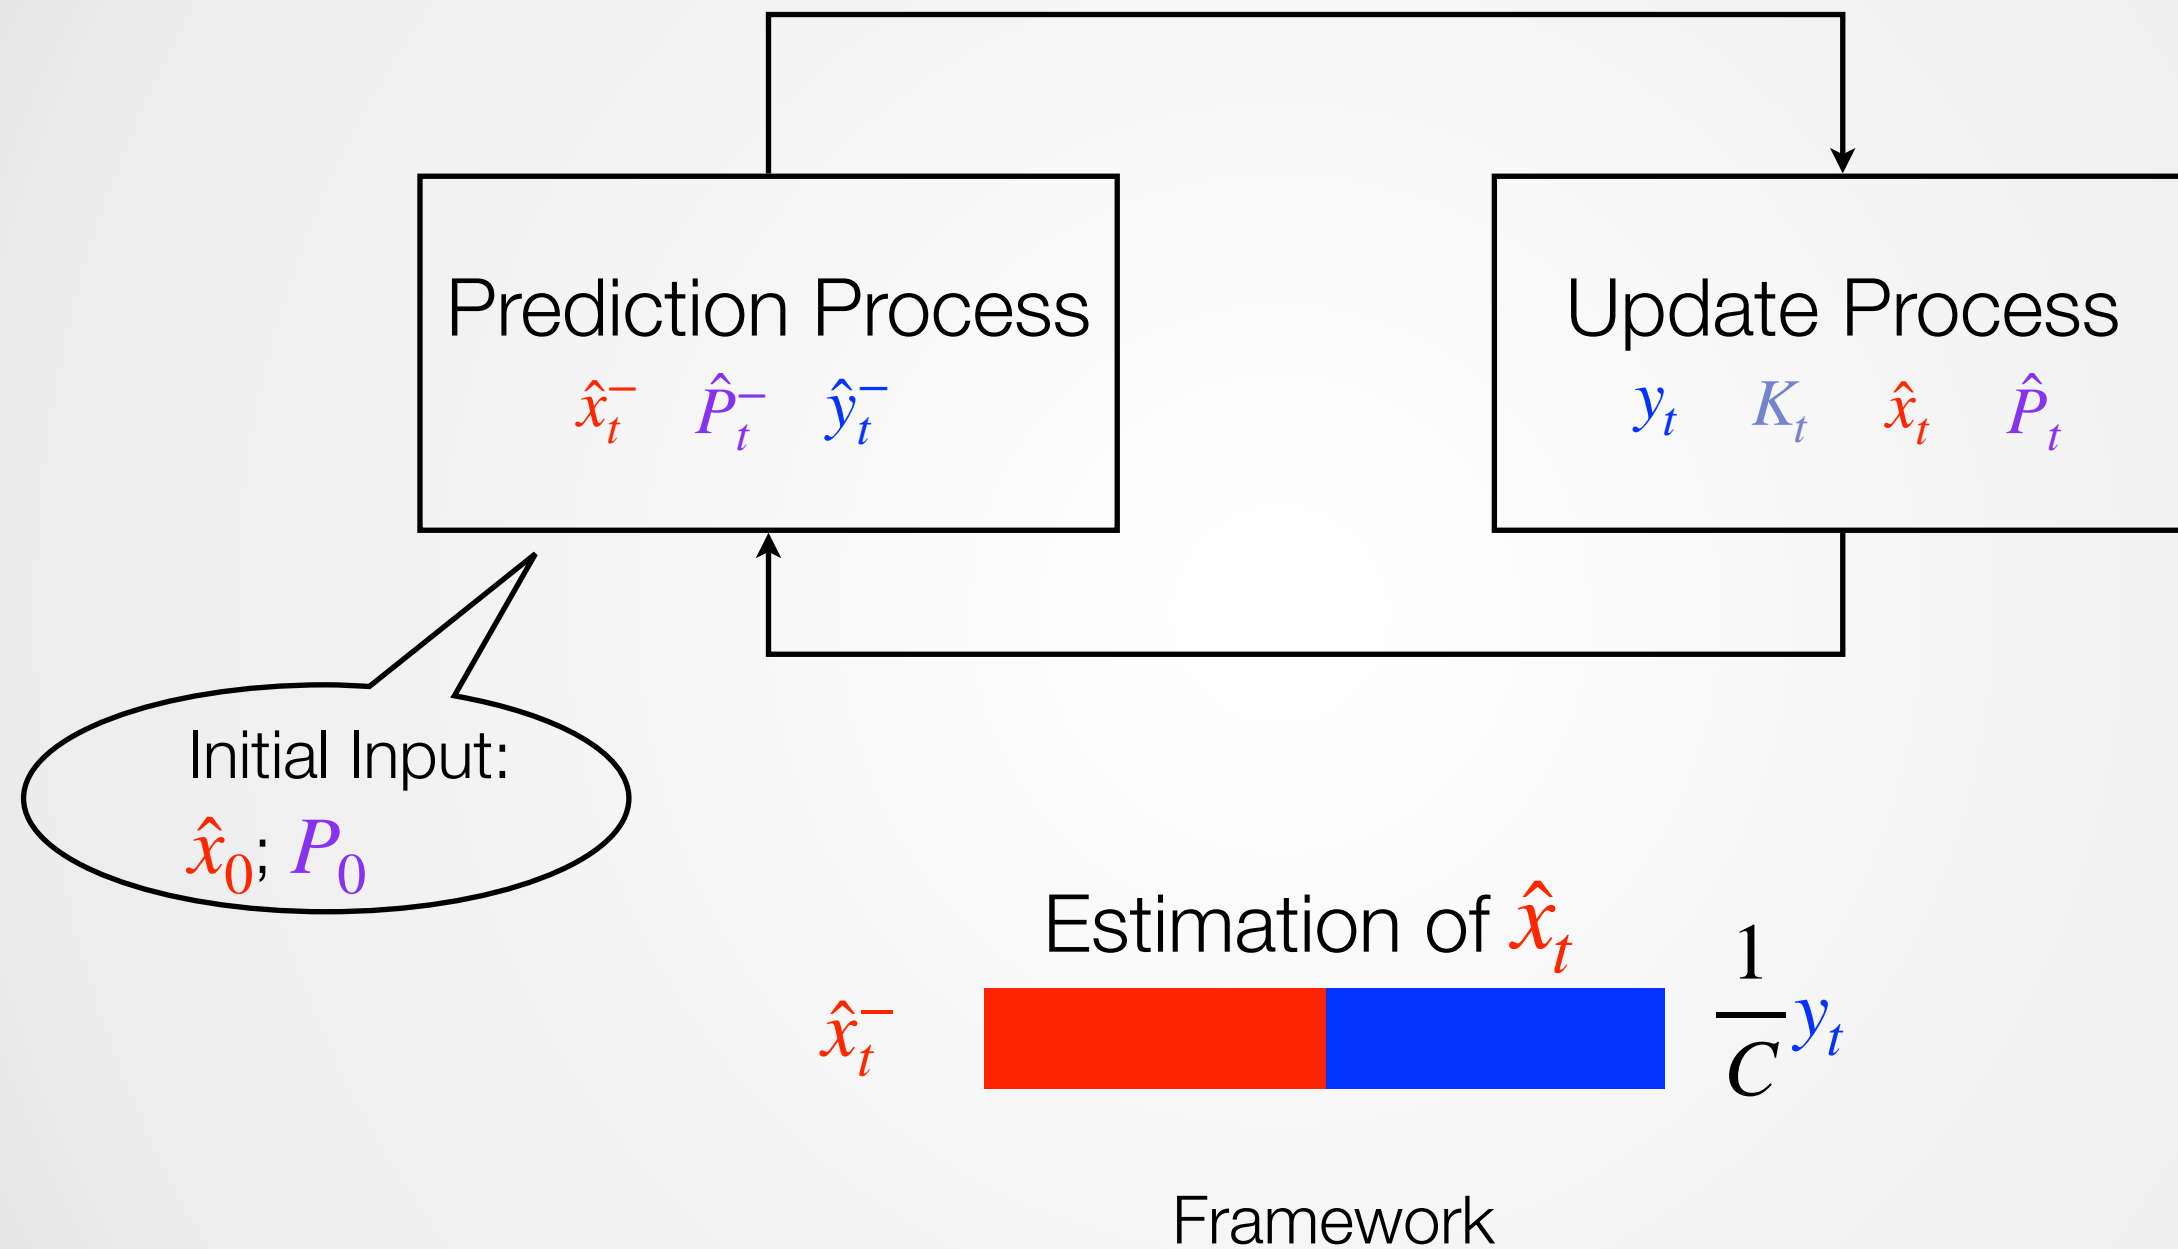 Prediction Process
x̂ₜ⁻ P̂ₜ⁻ ŷₜ⁻
Update Process
yₜ Kₜ x̂ₜ P̂ₜ
Initial Input:
x̂₀; P₀
Estimation of x̂ₜ
x̂ₜ⁻
1/C yₜ
Framework